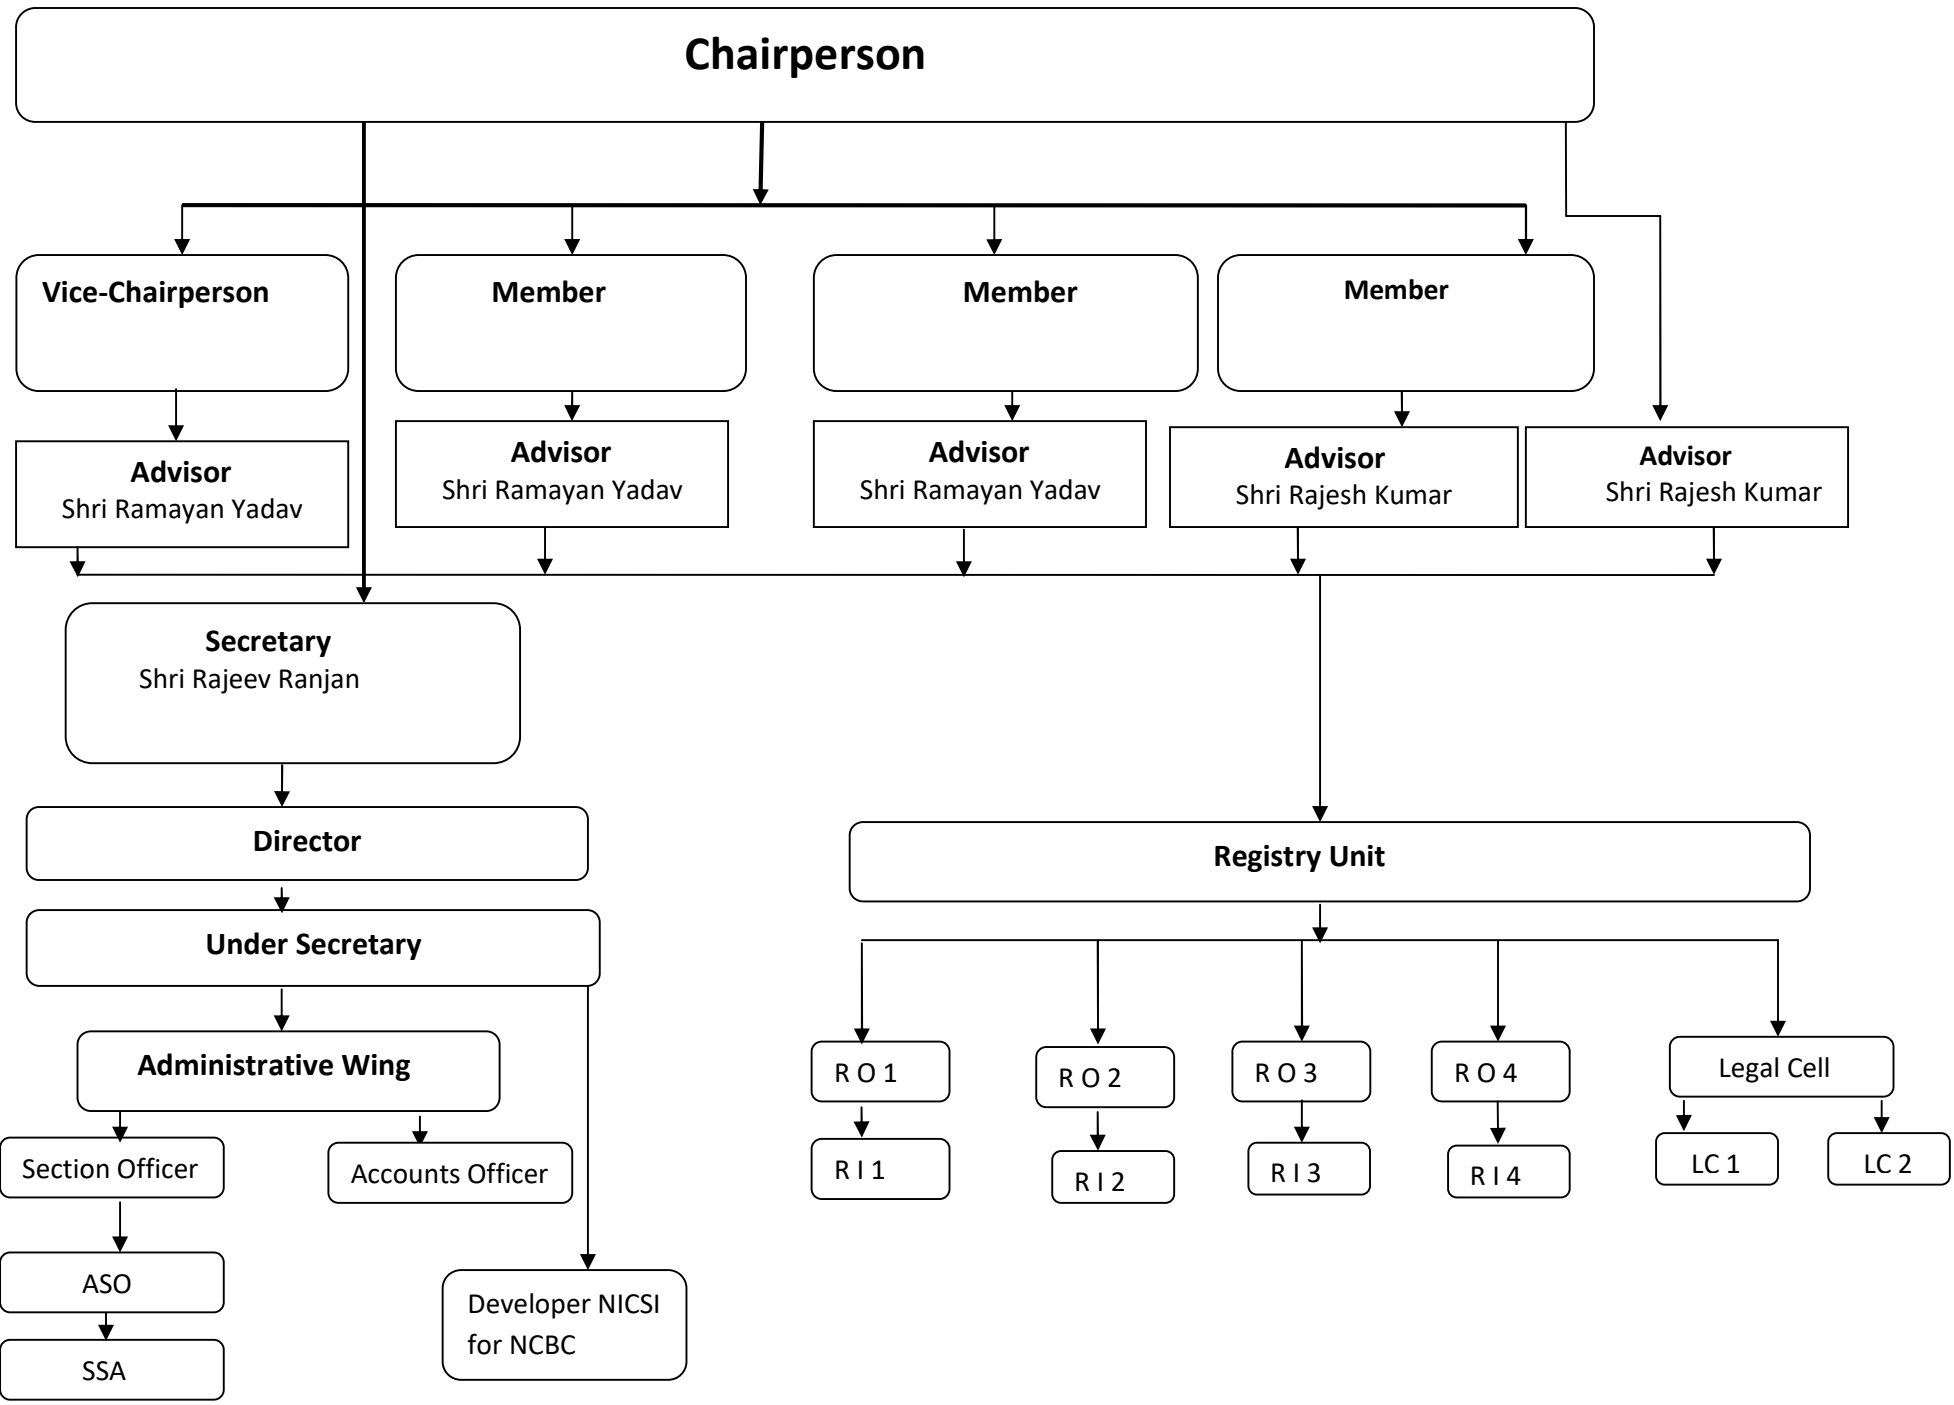 Chairperson
Vice-Chairperson
Member
Member
Member
Advisor
Shri Ramayan Yadav
Advisor
Shri Ramayan Yadav
Advisor
Shri Ramayan Yadav
Advisor
Shri Rajesh Kumar
Advisor
Shri Rajesh Kumar
Secretary
Shri Rajeev Ranjan
Director
Under Secretary
Administrative Wing
Section Officer
Accounts Officer
ASO
SSA
Developer NICSI
for NCBC
Registry Unit
R O 1
R O 2
R O 3
R O 4
Legal Cell
R I 1
R I 2
R I 3
R I 4
LC 1
LC 2